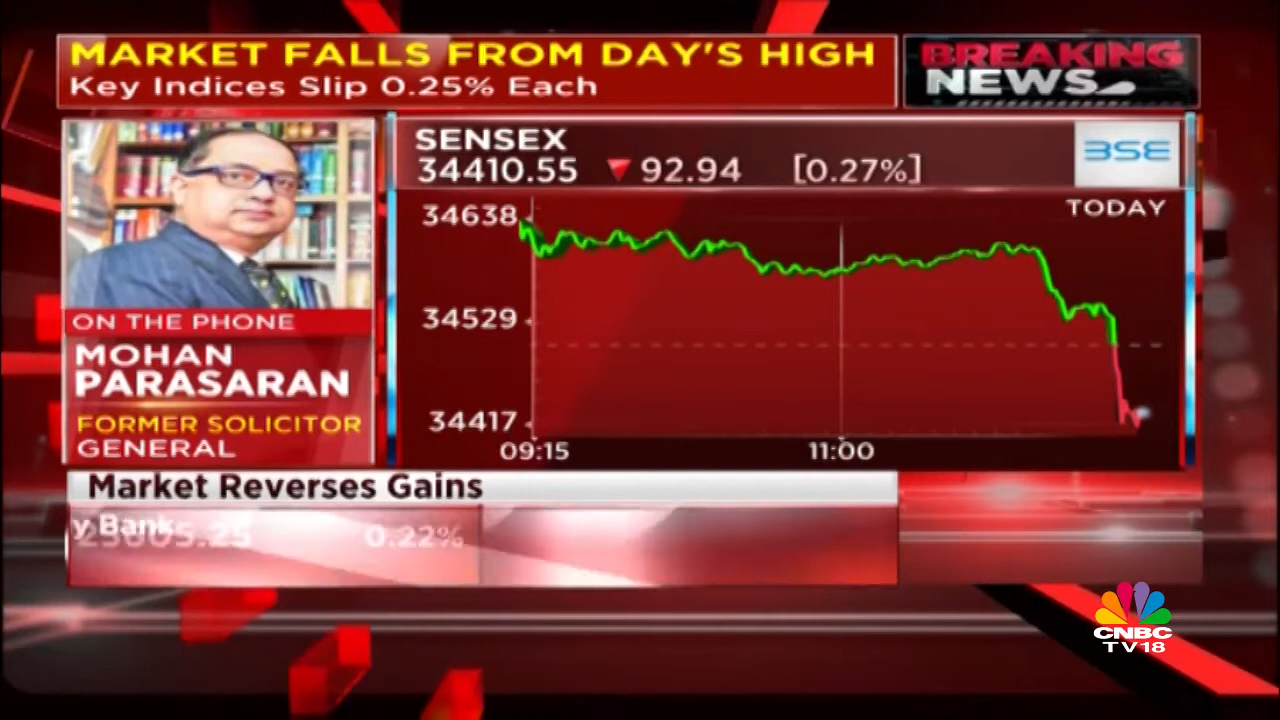 MARKET FALLS FROM DAY'S HIGH
Key Indices Slip 0.25% Each
BREAKING
NEWS
SENSEX
34410.55 ▼ 92.94 [0.27%]
BSE
TODAY
34638
34529
34417
09:15 11:00
ON THE PHONE
MOHAN
PARASARAN
FORMER SOLICITOR
GENERAL
Market Reverses Gains
y Bank
0.22%
CNBC
TV18